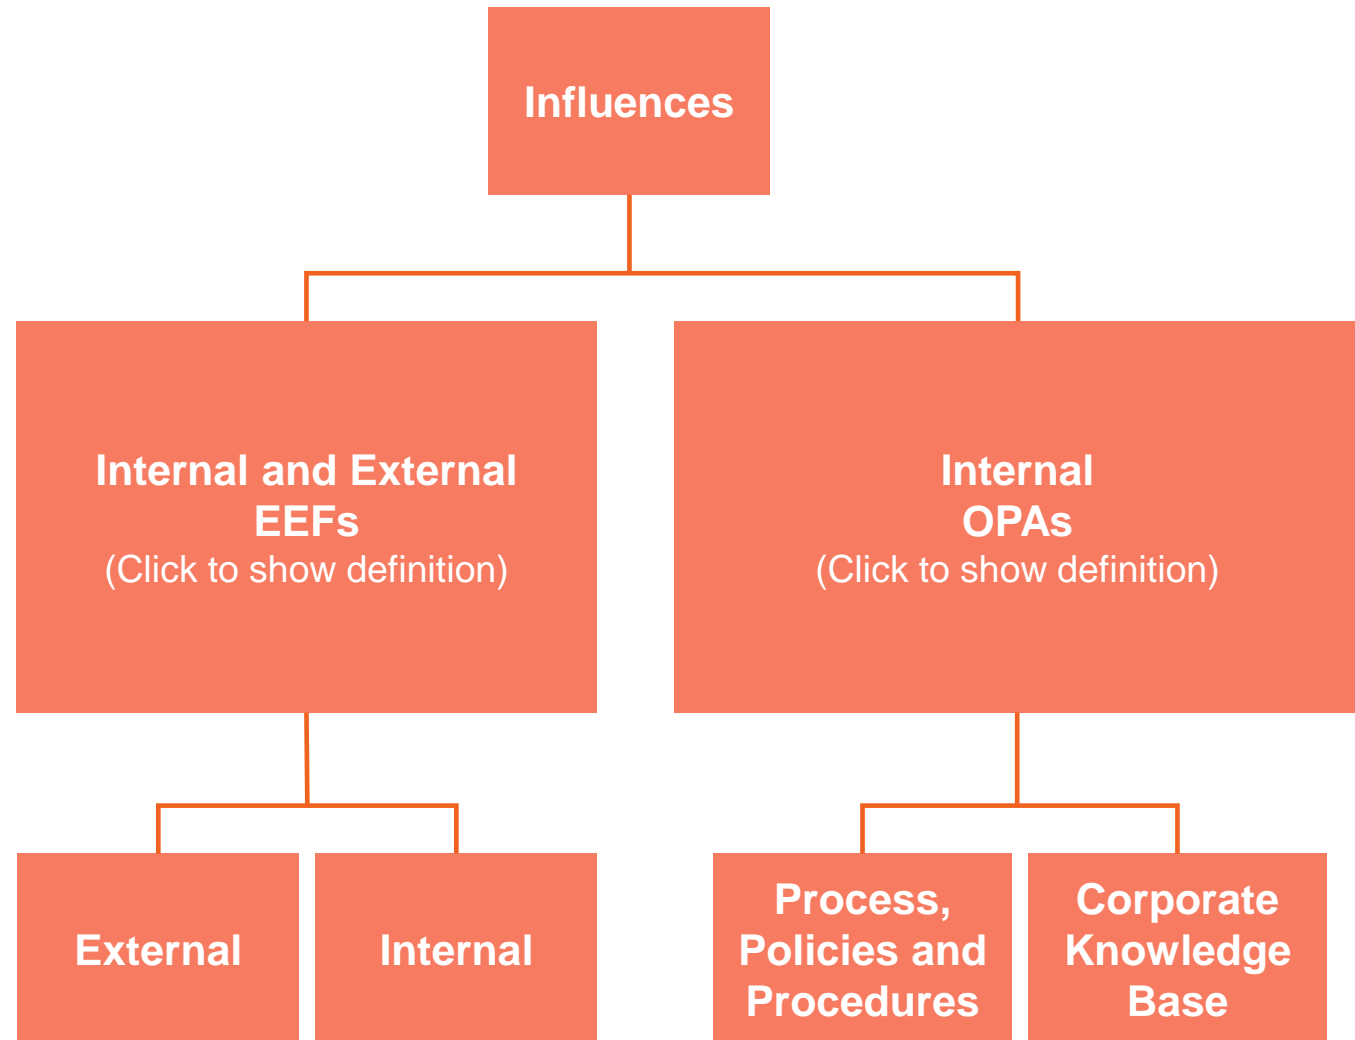 Influences
Internal and External
EEFs
(Click to show definition)
Internal
OPAs
(Click to show definition)
External
Internal
Process,
Policies and
Procedures
Corporate
Knowledge
Base